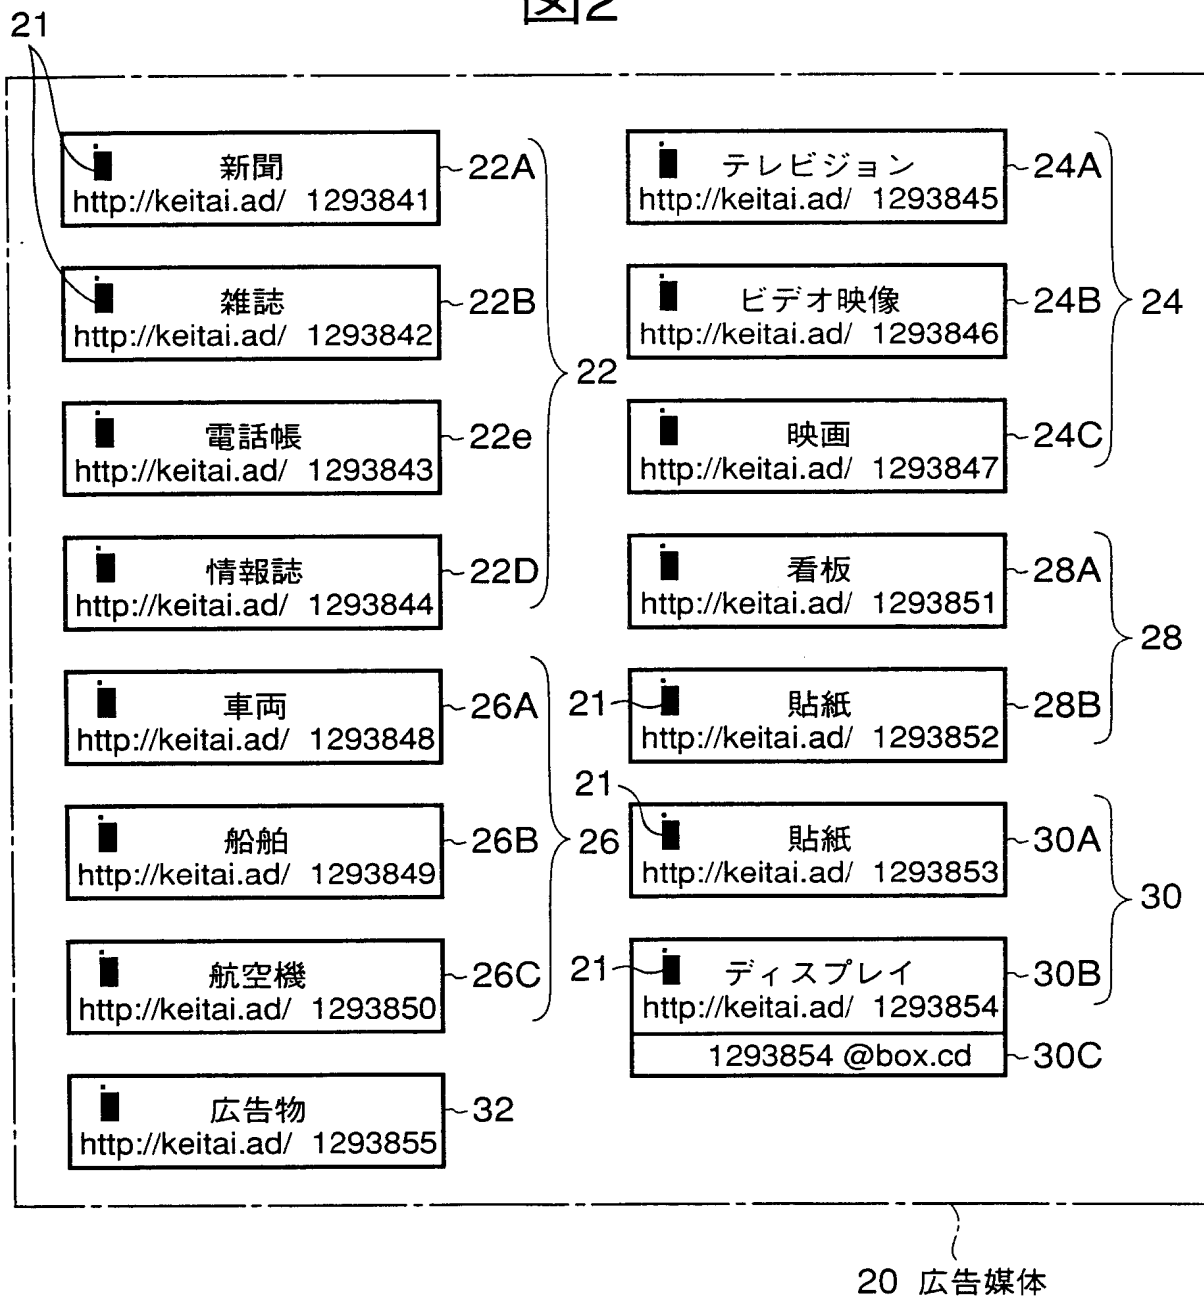 図2
21
新聞
http://keitai.ad/ 1293841
22A
雑誌
http://keitai.ad/ 1293842
22B
電話帳
http://keitai.ad/ 1293843
22e
情報誌
http://keitai.ad/ 1293844
22D
22
車両
http://keitai.ad/ 1293848
26A
船舶
http://keitai.ad/ 1293849
26B
航空機
http://keitai.ad/ 1293850
26C
26
広告物
http://keitai.ad/ 1293855
32
テレビジョン
http://keitai.ad/ 1293845
24A
ビデオ映像
http://keitai.ad/ 1293846
24B
映画
http://keitai.ad/ 1293847
24C
24
看板
http://keitai.ad/ 1293851
28A
21
貼紙
http://keitai.ad/ 1293852
28B
28
21
貼紙
http://keitai.ad/ 1293853
30A
21
ディスプレイ
http://keitai.ad/ 1293854
30B
1293854 @box.cd
30C
30
20 広告媒体